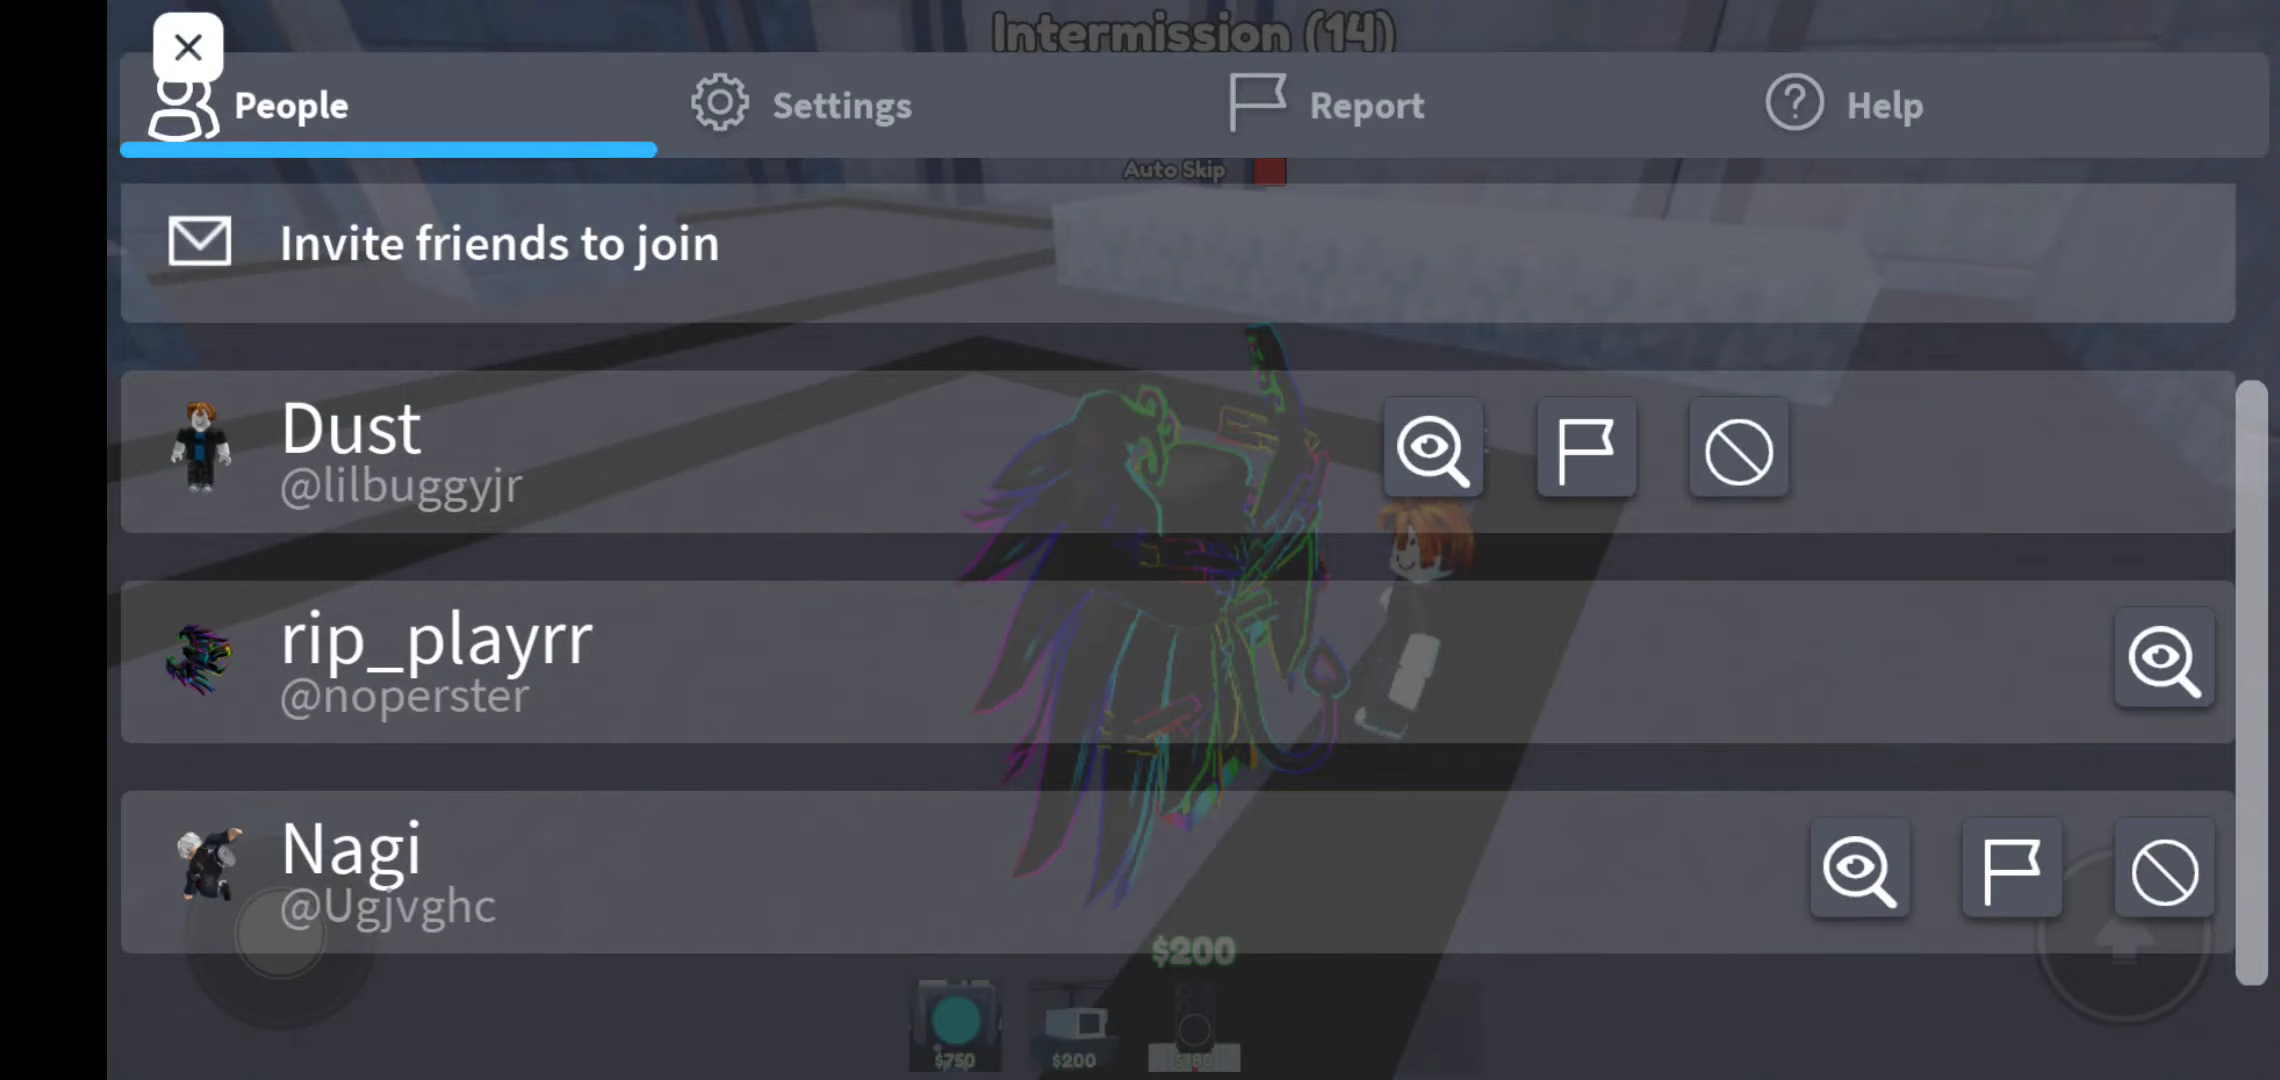 Intermission (14)
People
Settings
Report
Help
Auto Skip
Invite friends to join
Dust
@lilbuggyjr
rip_playrr
@noperster
Nagi
@Ugjvghc
$200
$750
$200